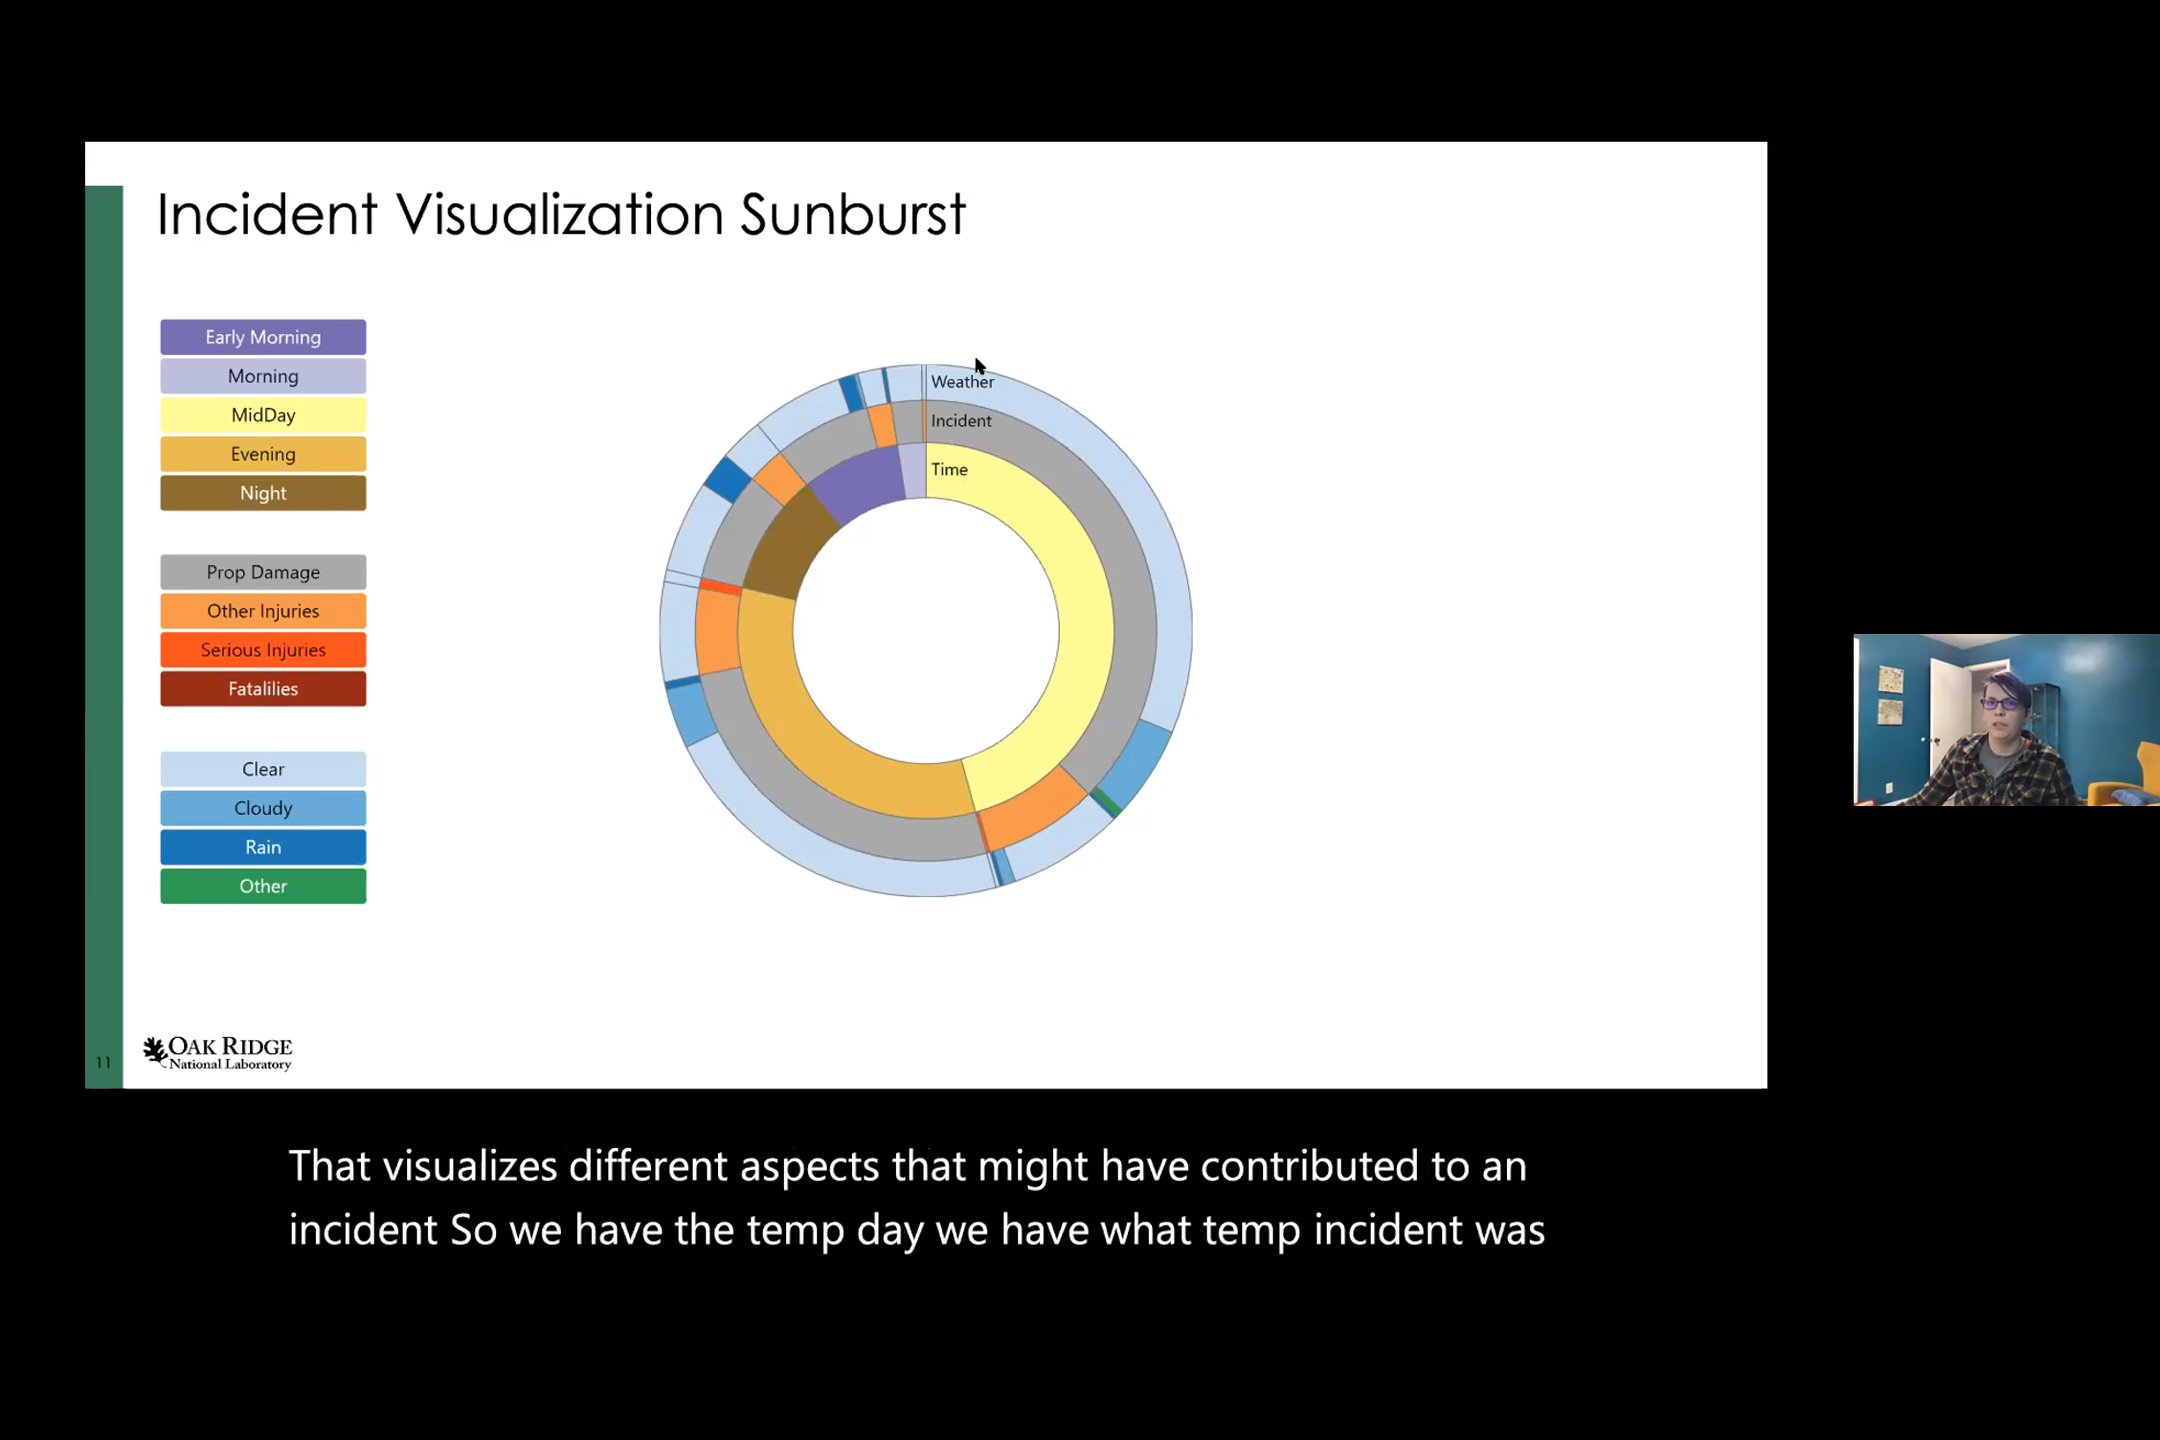 Incident Visualization Sunburst
Early Morning
Morning
MidDay
Evening
Night
Prop Damage
Other Injuries
Serious Injuries
Fatalilies
Clear
Cloudy
Rain
Other
Weather
Incident
Time
11
OAK RIDGE
National Laboratory
That visualizes different aspects that might have contributed to an
incident So we have the temp day we have what temp incident was